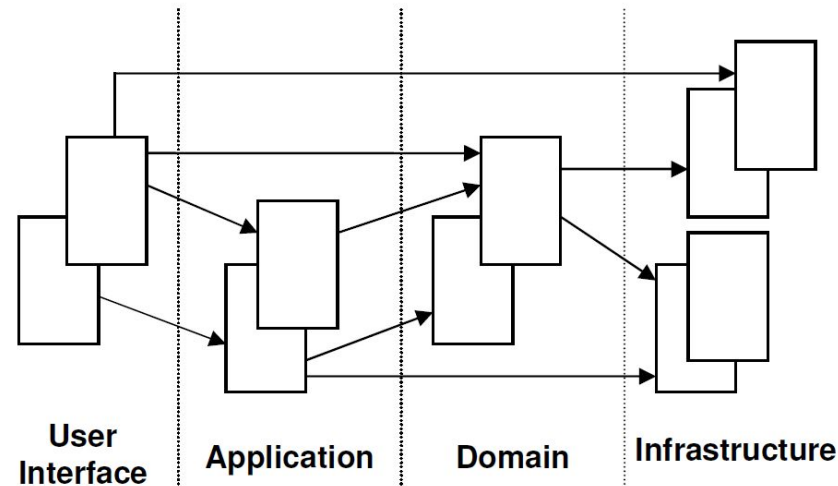 User
Interface
Application
Domain
Infrastructure